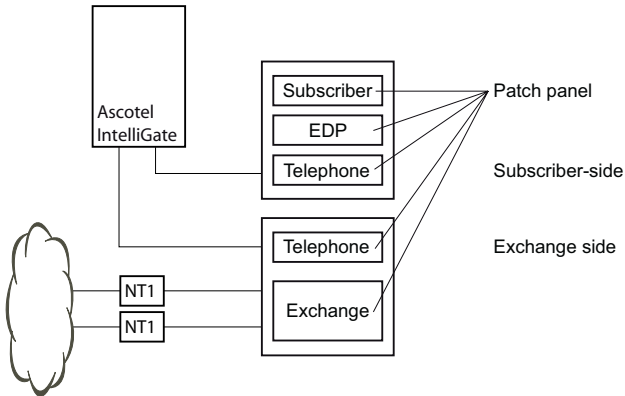 Ascotel
IntelliGate
Subscriber
EDP
Telephone
Patch panel
Subscriber-side
Telephone
Exchange
Exchange side
NT1
NT1